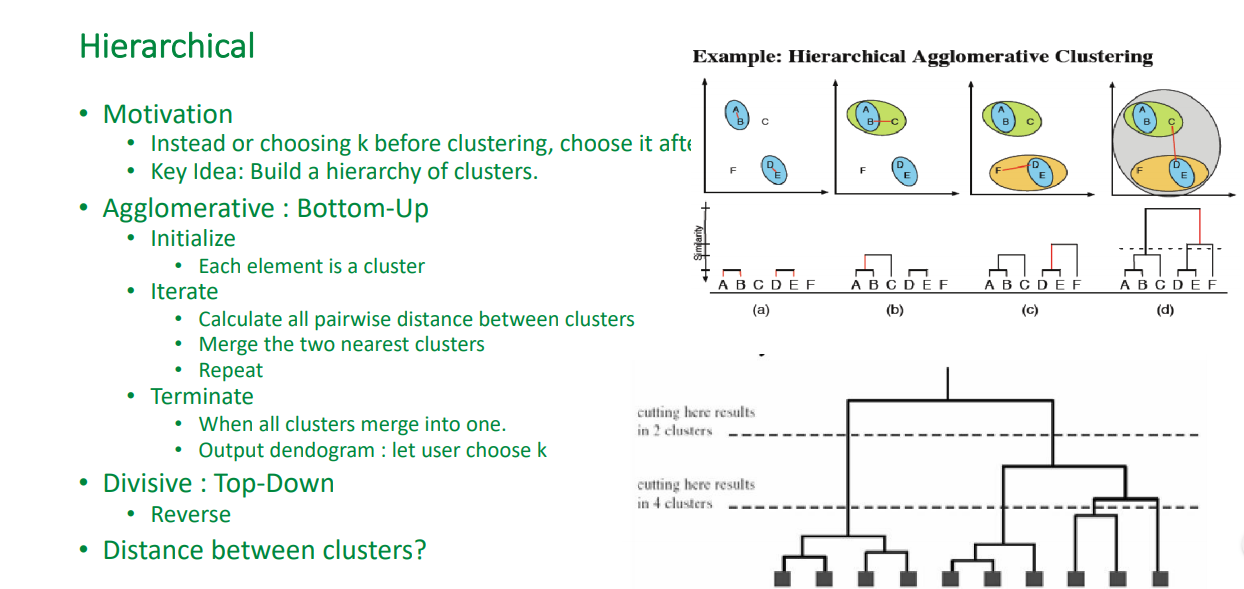 Hierarchical
• Motivation
• Instead or choosing k before clustering, choose it afte
• Key Idea: Build a hierarchy of clusters.
• Agglomerative : Bottom-Up
• Initialize
• Each element is a cluster
• Iterate
• Calculate all pairwise distance between clusters
• Merge the two nearest clusters
• Repeat
• Terminate
• When all clusters merge into one.
• Output dendogram : let user choose k
• Divisive : Top-Down
• Reverse
• Distance between clusters?
Example: Hierarchical Agglomerative Clustering
A
B C
F D
E
A
B C
F D
E
A
B C
F D
E
A
B C
F D
E
Similarity
A B C D E F
A B C D E F
A B C D E F
A B C D E F
(a) (b) (c) (d)
cutting here results
in 2 clusters
cutting here results
in 4 clusters